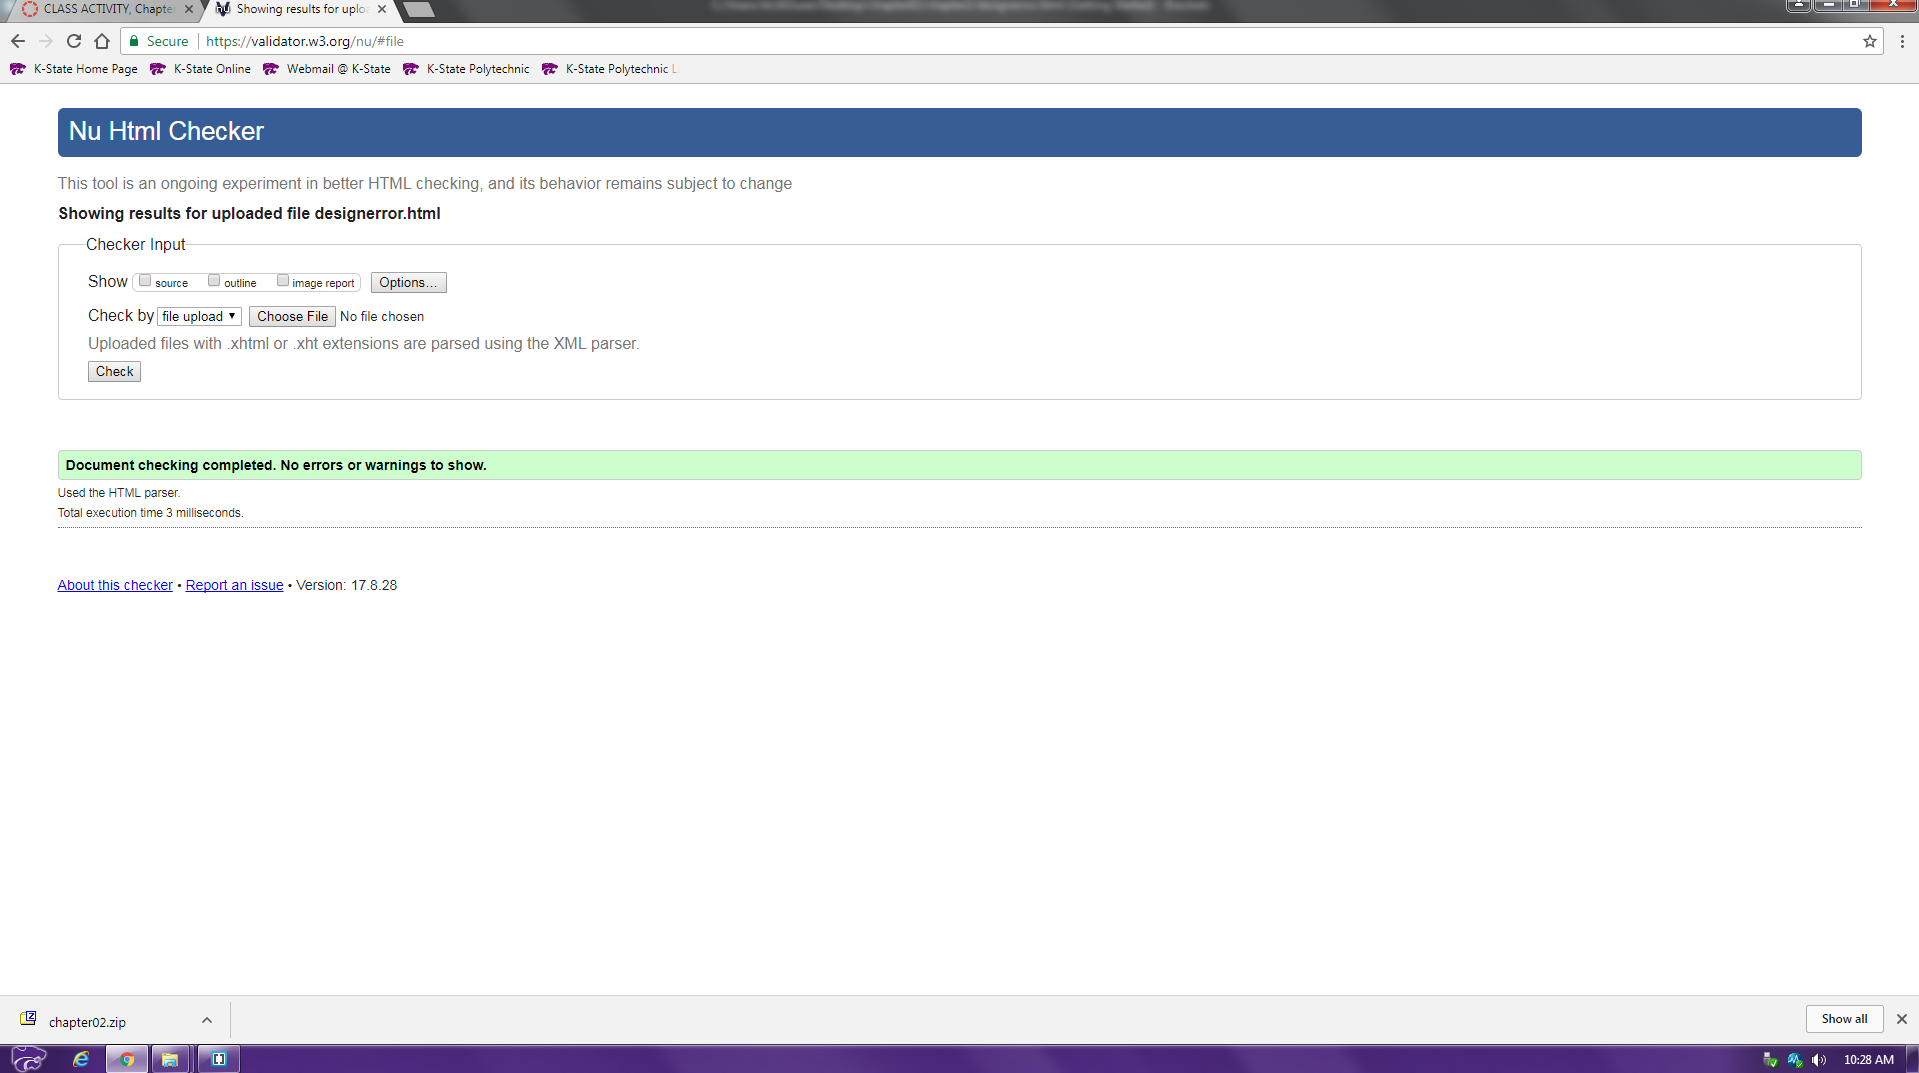 CLASS ACTIVITY, Chapte
Showing results for uplo
Secure https://validator.w3.org/nu/#file
K-State Home Page K-State Online Webmail @ K-State K-State Polytechnic K-State Polytechnic L
Nu Html Checker
This tool is an ongoing experiment in better HTML checking, and its behavior remains subject to change
Showing results for uploaded file designerror.html
Checker Input
Show source outline image report Options...
Check by file upload Choose File No file chosen
Uploaded files with .xhtml or .xht extensions are parsed using the XML parser.
Check
Document checking completed. No errors or warnings to show.
Used the HTML parser.
Total execution time 3 milliseconds.
About this checker • Report an issue • Version: 17.8.28
chapter02.zip
Show all
10:28 AM